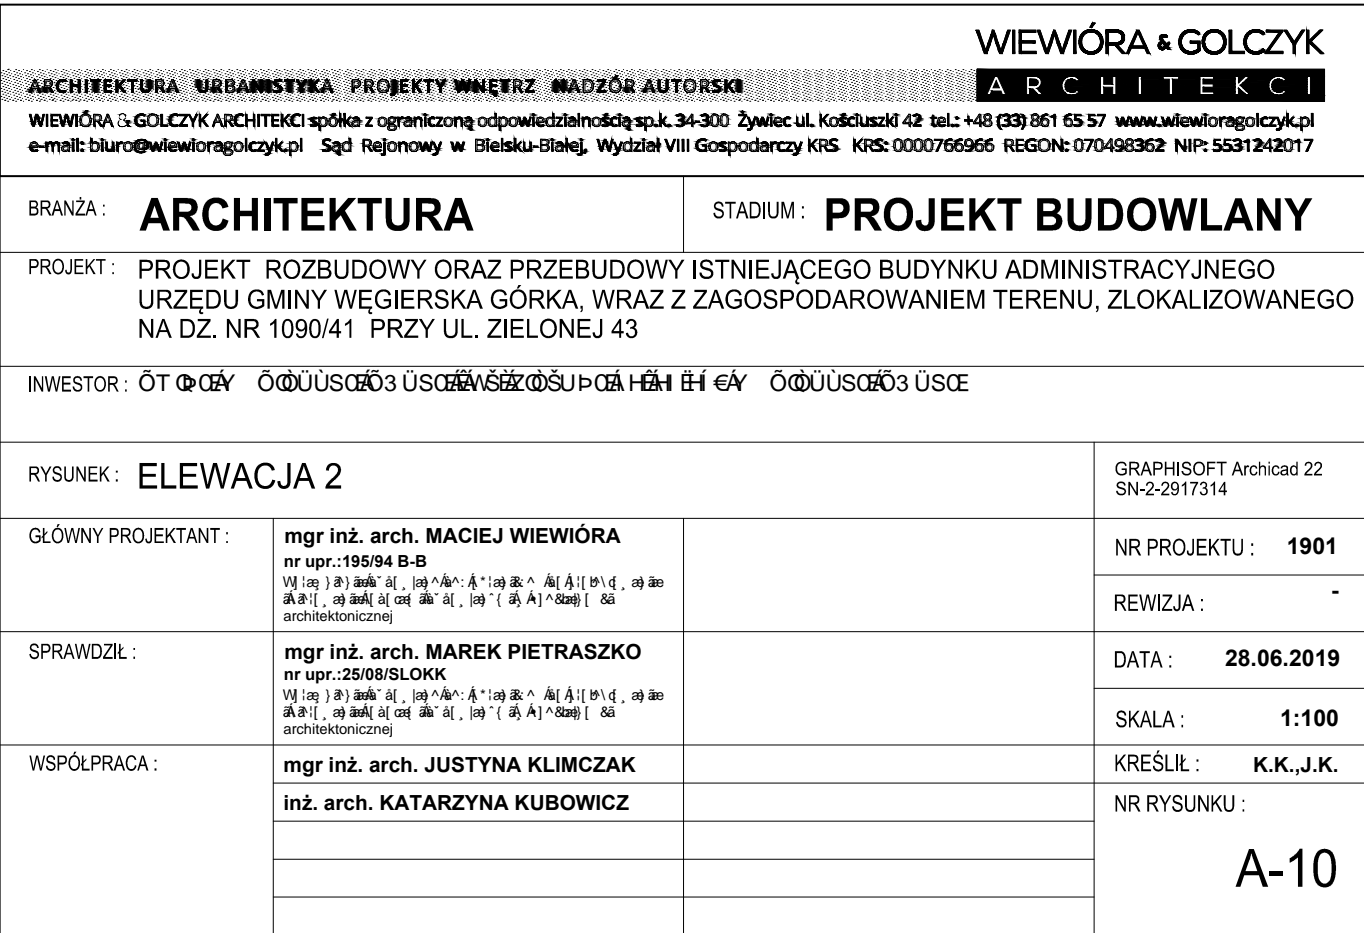 WIEWIÓRA & GOLCZYK
ARCHITEKCI
ARCHITEKTURA URBANISTYKA PROJEKTY WNĘTRZ NADZÓR AUTORSKI
WIEWIÓRA & GOLCZYK ARCHITEKCI spółka z ograniczoną odpowiedzialnością sp.k. 34-300 Żywiec ul. Kościuszki 42 tel.: +48 (33) 861 65 57 www.wiewioragolczyk.pl
e-mail: biuro@wiewioragolczyk.pl Sąd Rejonowy w Bielsku-Białej, Wydział VIII Gospodarczy KRS KRS: 0000766966 REGON: 070498362 NIP: 5531242017
BRANŻA : ARCHITEKTURA
STADIUM : PROJEKT BUDOWLANY
PROJEKT : PROJEKT ROZBUDOWY ORAZ PRZEBUDOWY ISTNIEJĄCEGO BUDYNKU ADMINISTRACYJNEGO
URZĘDU GMINY WĘGIERSKA GÓRKA, WRAZ Z ZAGOSPODAROWANIEM TERENU, ZLOKALIZOWANEGO
NA DZ. NR 1090/41 PRZY UL. ZIELONEJ 43
INWESTOR :
RYSUNEK : ELEWACJA 2
GRAPHISOFT Archicad 22
SN-2-2917314
GŁÓWNY PROJEKTANT :
mgr inż. arch. MACIEJ WIEWIÓRA
nr upr.:195/94 B-B
architektonicznej
NR PROJEKTU : 1901
REWIZJA : -
SPRAWDZIŁ :
mgr inż. arch. MAREK PIETRASZKO
nr upr.:25/08/SLOKK
architektonicznej
DATA : 28.06.2019
SKALA : 1:100
WSPÓŁPRACA :
mgr inż. arch. JUSTYNA KLIMCZAK
inż. arch. KATARZYNA KUBOWICZ
KREŚLIŁ : K.K.,J.K.
NR RYSUNKU :
A-10